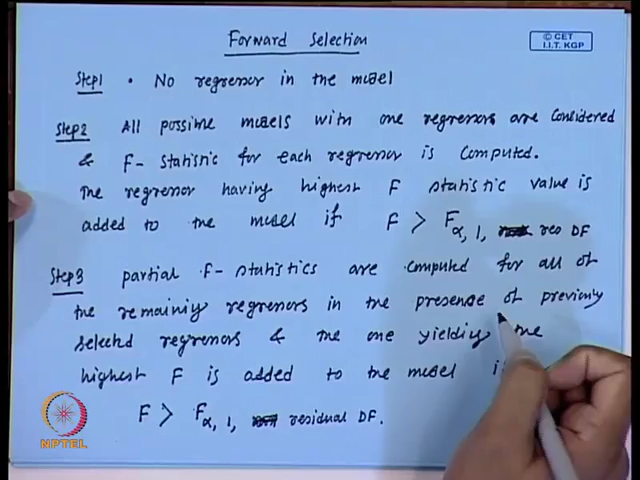 Forward Selection
© CET
I.I.T. KGP
Step1 • No regressor in the model
Step2 All possible models with one regressors are considered
& F- statistic for each regressor is computed.
The regressor having highest F statistic value is
added to the model if F > Fα, 1, res DF
Step3 partial F- statistics are computed for all of
the remaining regressors in the presence of previously
selected regressors & the one yielding the
highest F is added to the model
F > Fα, 1, residual DF.
NPTEL